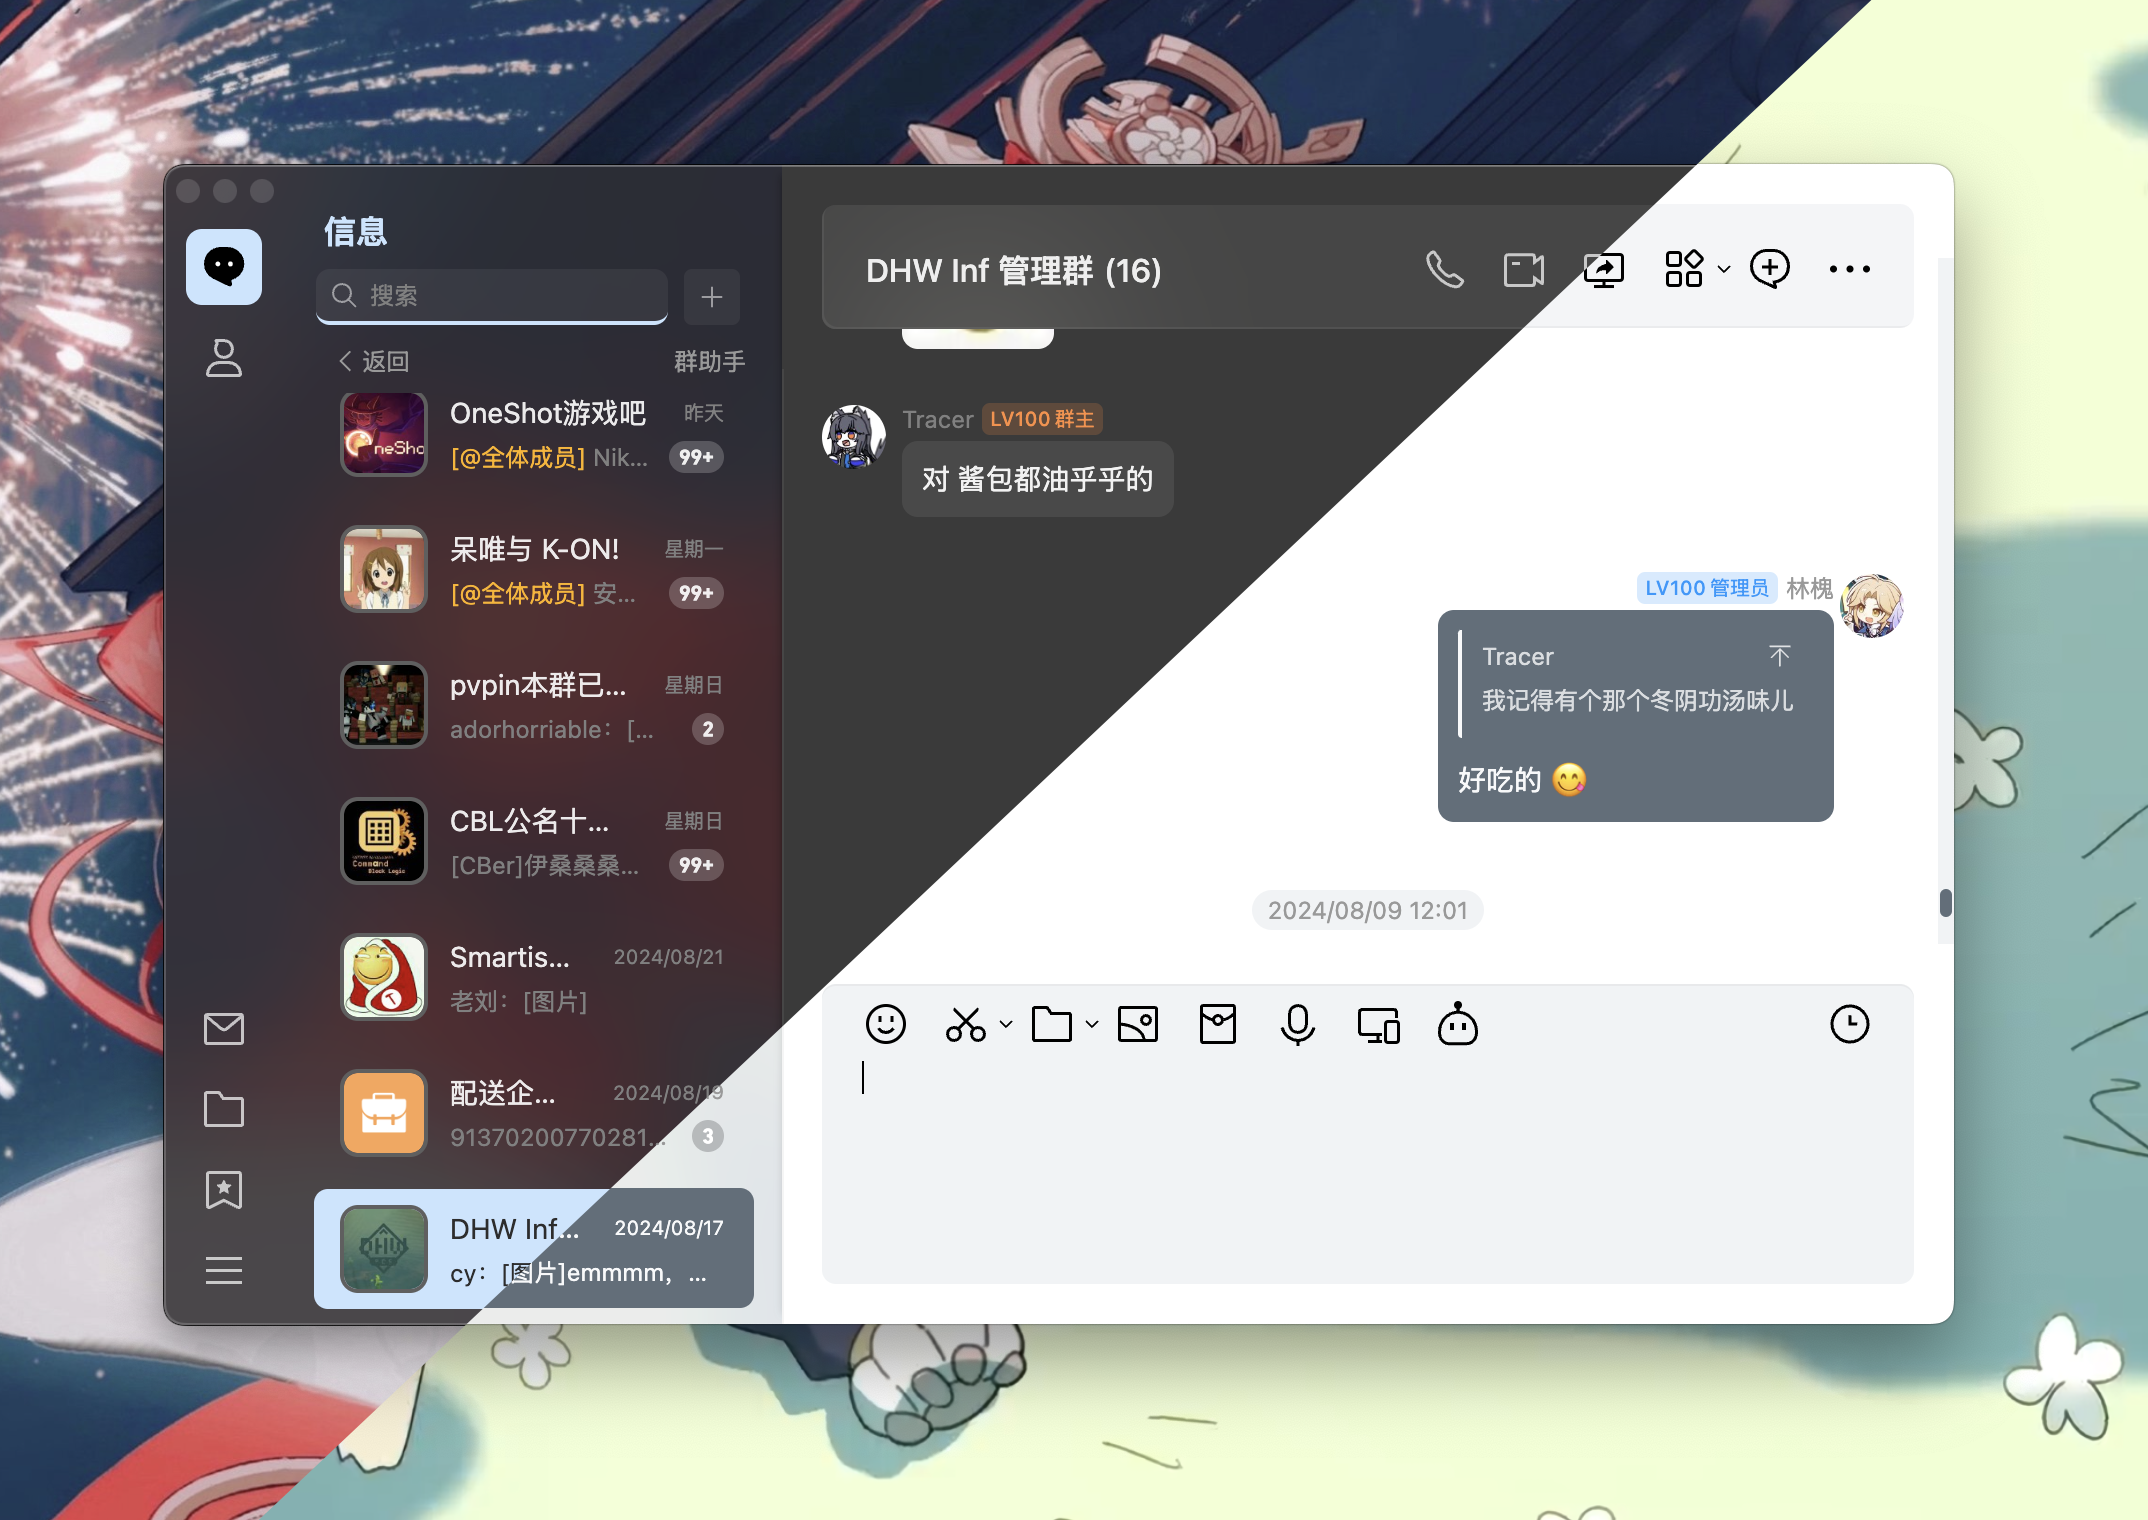 信息
搜索
返回
群助手
OneShot游戏吧
昨天
[@全体成员] Nik...
99+
呆唯与 K-ON!
星期一
[@全体成员] 安...
99+
pvpin本群已...
星期日
adorhorriable：[...
2
CBL公名十...
星期日
[CBer]伊桑桑桑...
99+
Smartis...
2024/08/21
老刘：[图片]
配送企...
2024/08/19
91370200770281...
3
DHW Inf...
2024/08/17
cy：[图片]emmmm，...
DHW Inf 管理群 (16)
Tracer
LV100 群主
对 酱包都油乎乎的
LV100 管理员
林槐
Tracer
我记得有个那个冬阴功汤味儿
好吃的 😋
2024/08/09 12:01
neSho
Command
Block Logic
DHW